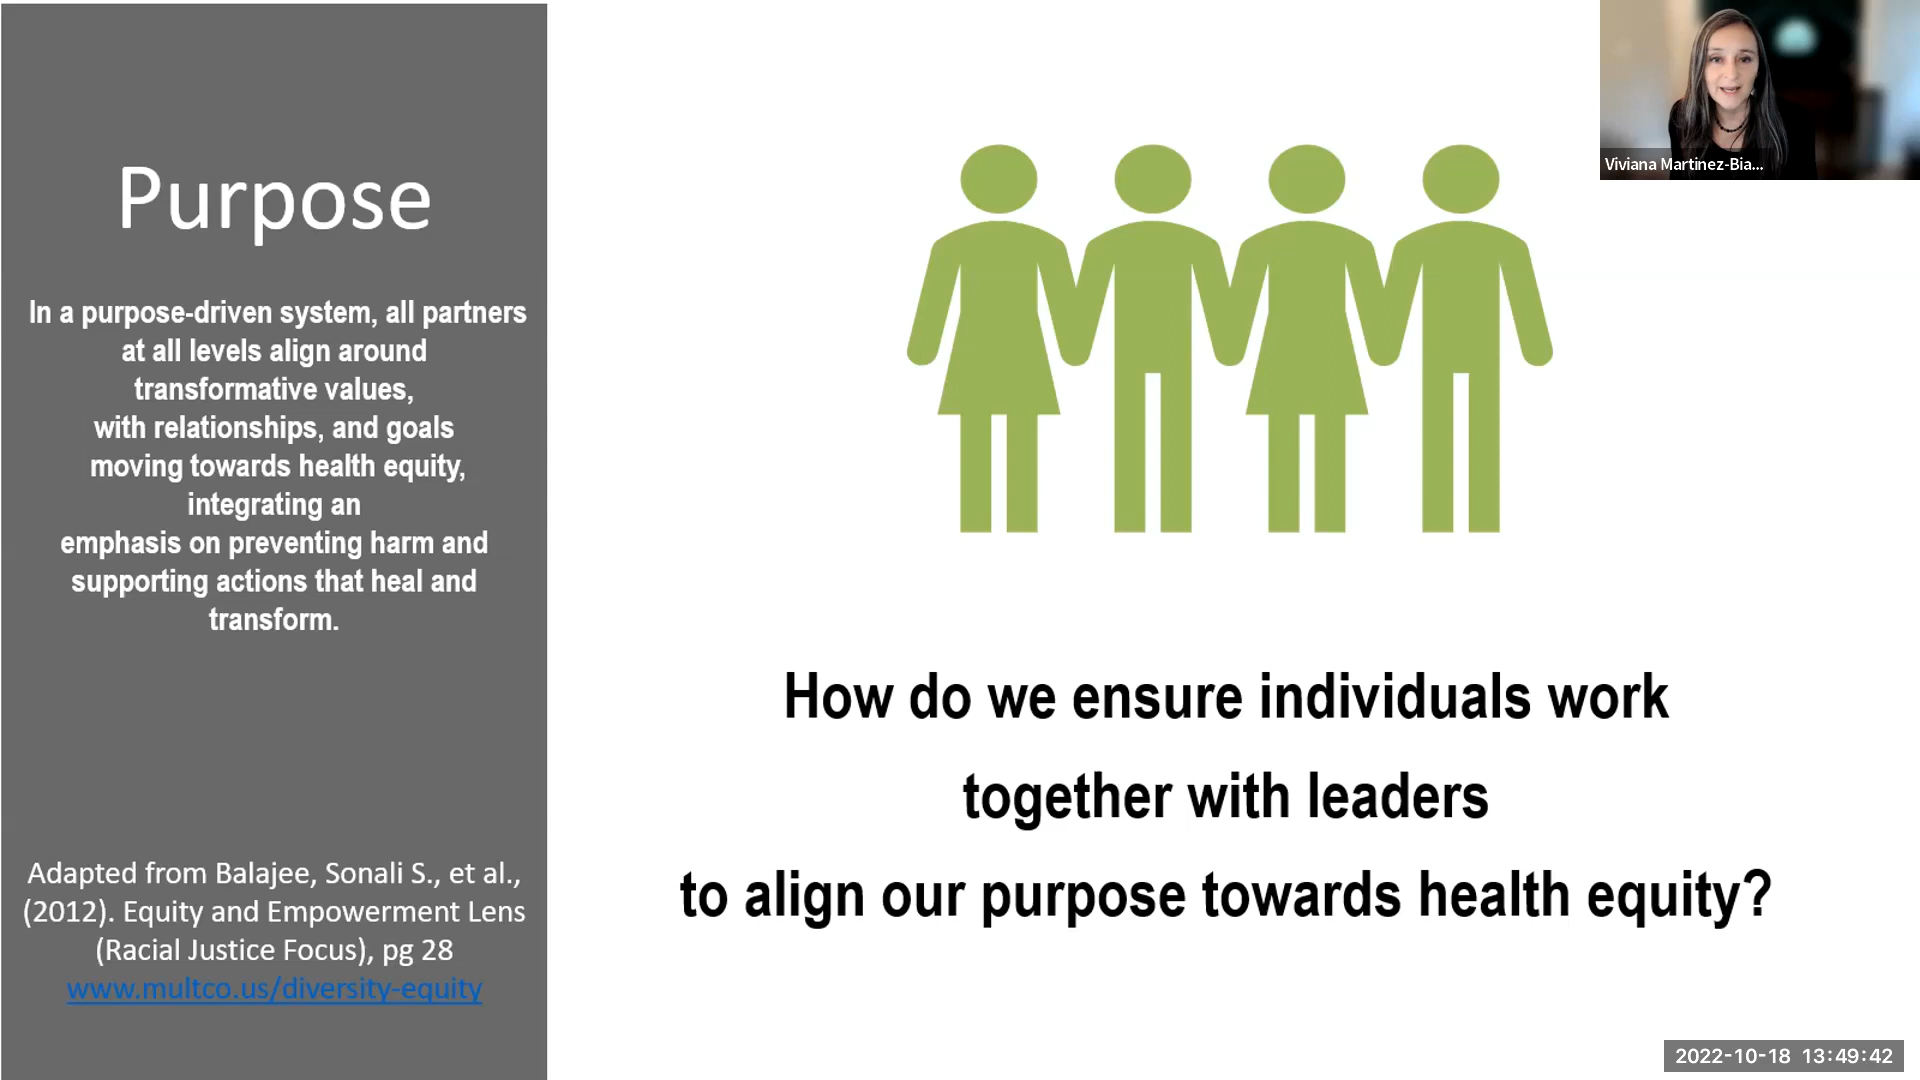 Purpose
In a purpose-driven system, all partners
at all levels align around
transformative values,
with relationships, and goals
moving towards health equity,
integrating an
emphasis on preventing harm and
supporting actions that heal and
transform.
Adapted from Balajee, Sonali S., et al.,
(2012). Equity and Empowerment Lens
(Racial Justice Focus), pg 28
www.multco.us/diversity-equity
How do we ensure individuals work
together with leaders
to align our purpose towards health equity?
Viviana Martinez-Bia...
2022-10-18 13:49:42